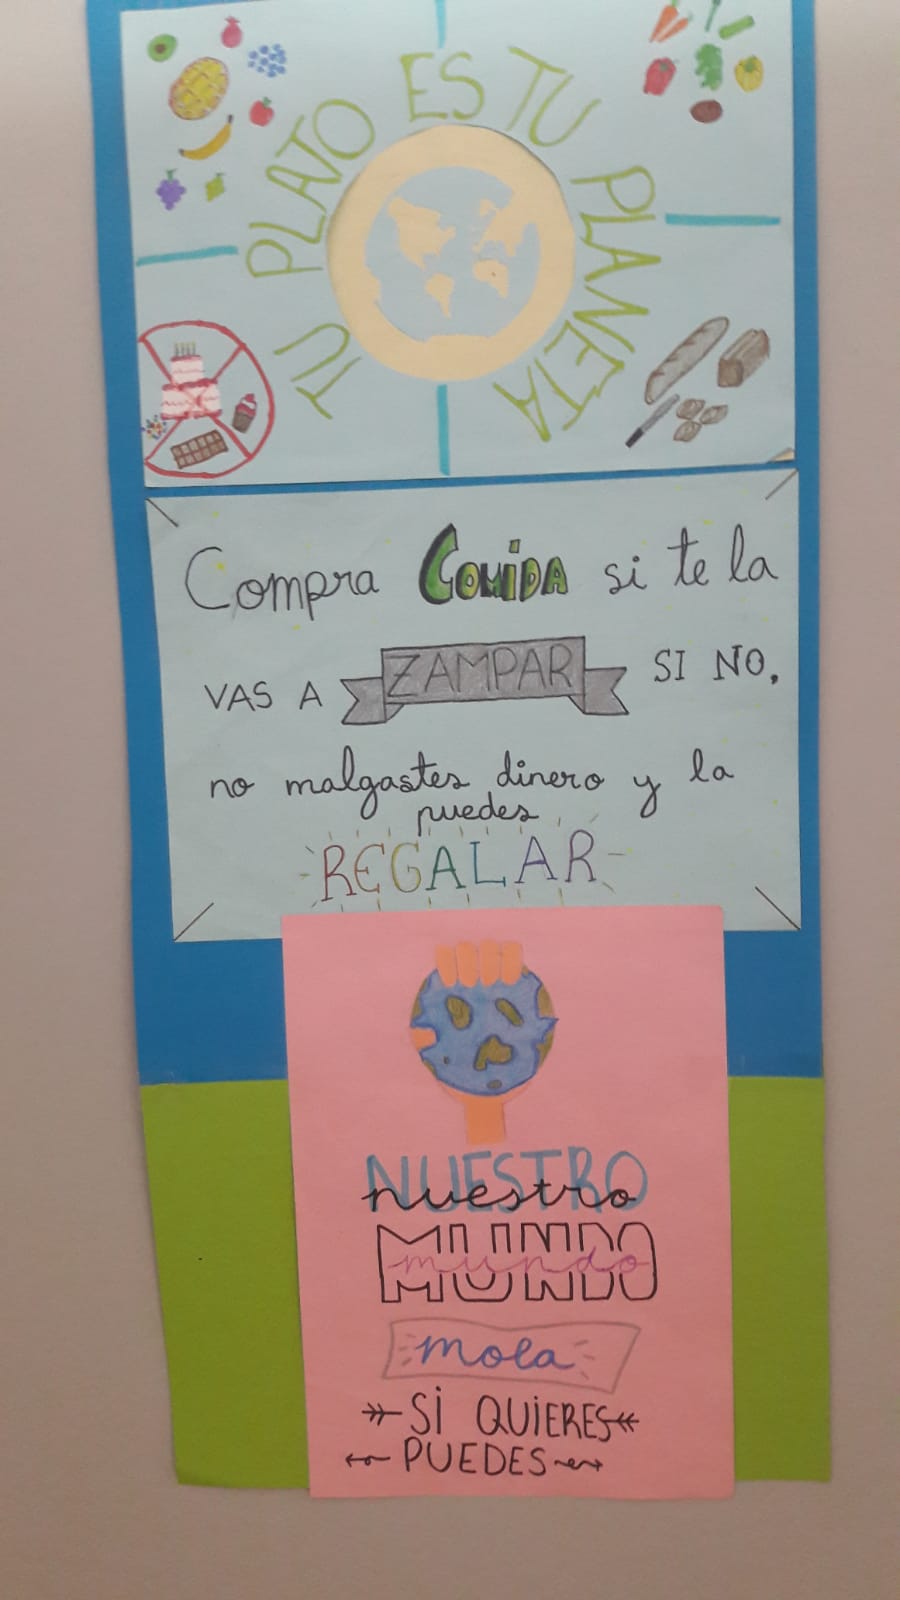 TU PLATO ES TU PLANETA
Compra COMiDA si te la
VAS A ZAMPAR SI NO,
no malgastes dinero y la
puedes
REGALAR
NUESTRO
nuestro
MUNDO
mundo
mola
Si QUiERES
PUEDES